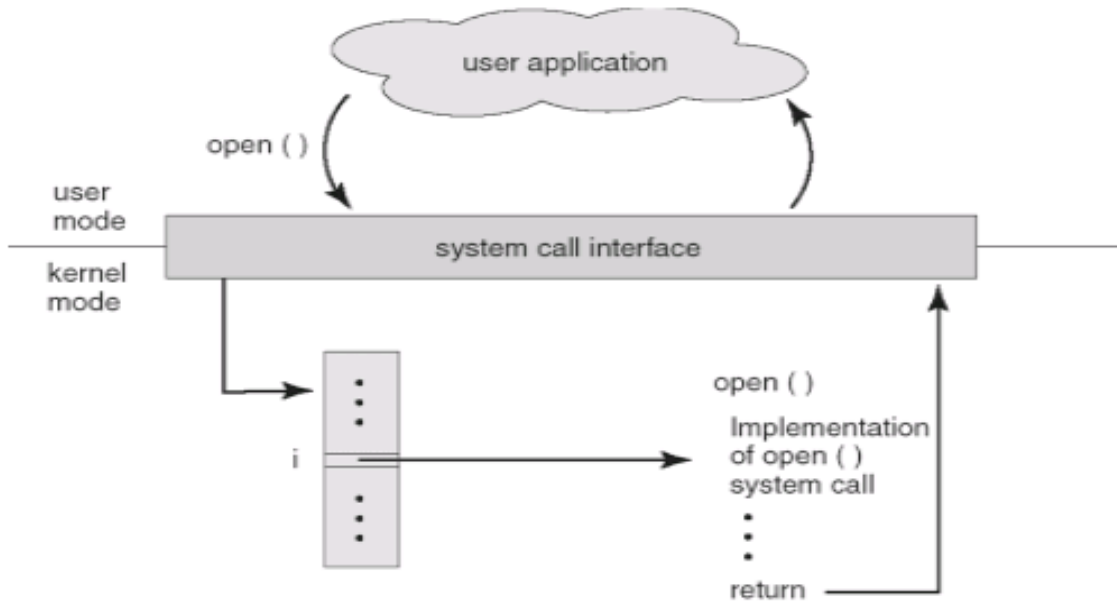 user application
open ( )
user
mode
system call interface
kernel
mode
open ( )
i
Implementation
of open ( )
system call
return